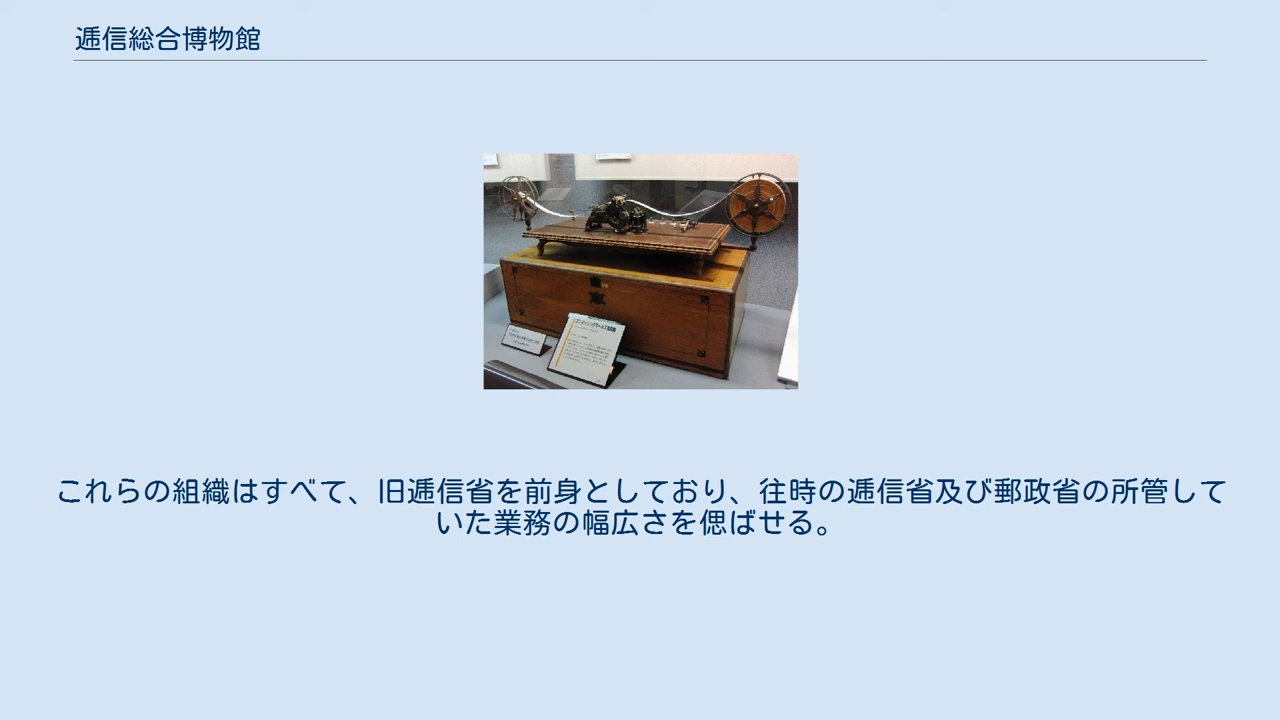 逓信総合博物館
これらの組織はすべて、旧逓信省を前身としており、往時の逓信省及び郵政省の所管して
いた業務の幅広さを偲ばせる。